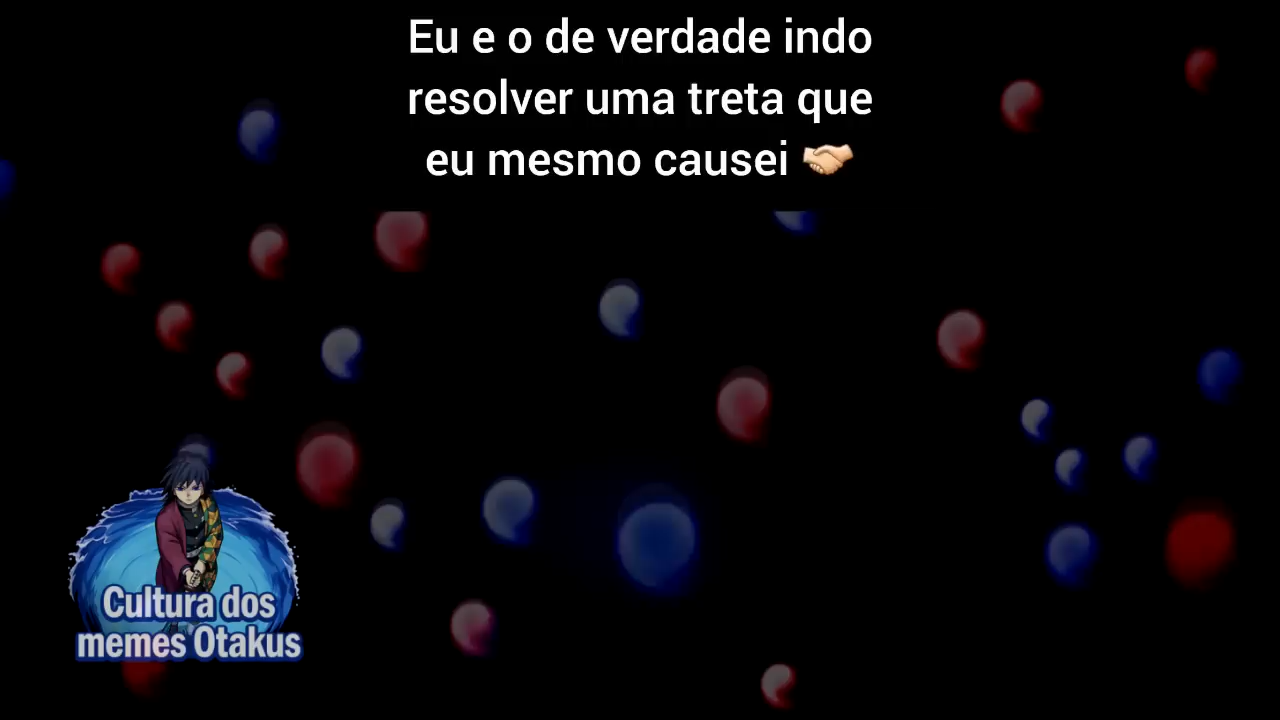 Eu e o de verdade indo
resolver uma treta que
eu mesmo causei 🤝🏻
Cultura dos
memes Otakus